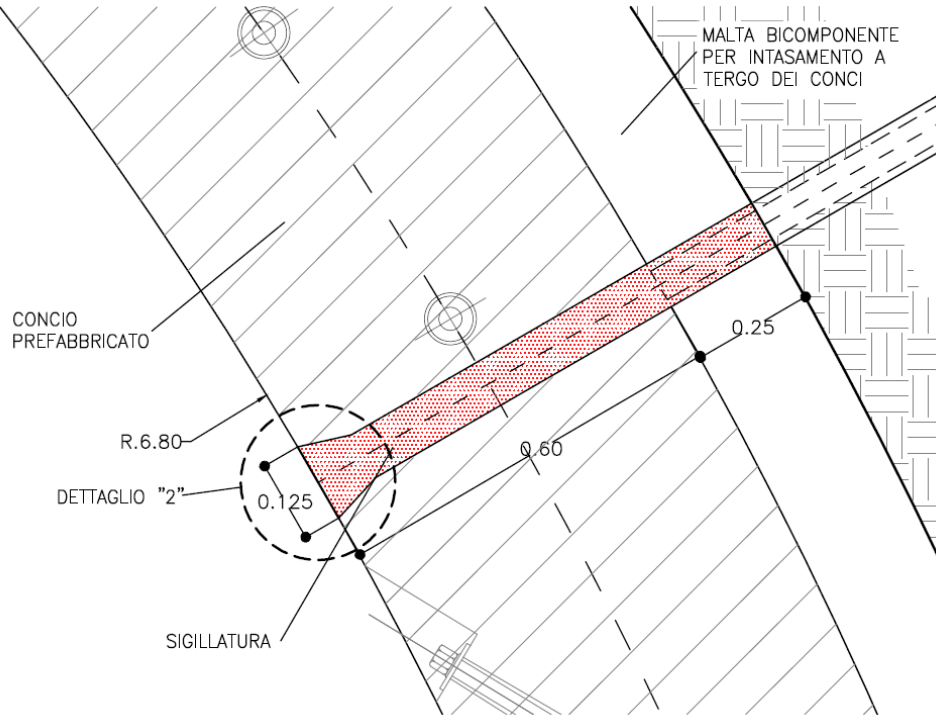 MALTA BICOMPONENTE
PER INTASAMENTO A
TERGO DEI CONCI
CONCIO
PREFABBRICATO
0.25
R.6.80
0.60
DETTAGLIO "2"
0.125
SIGILLATURA